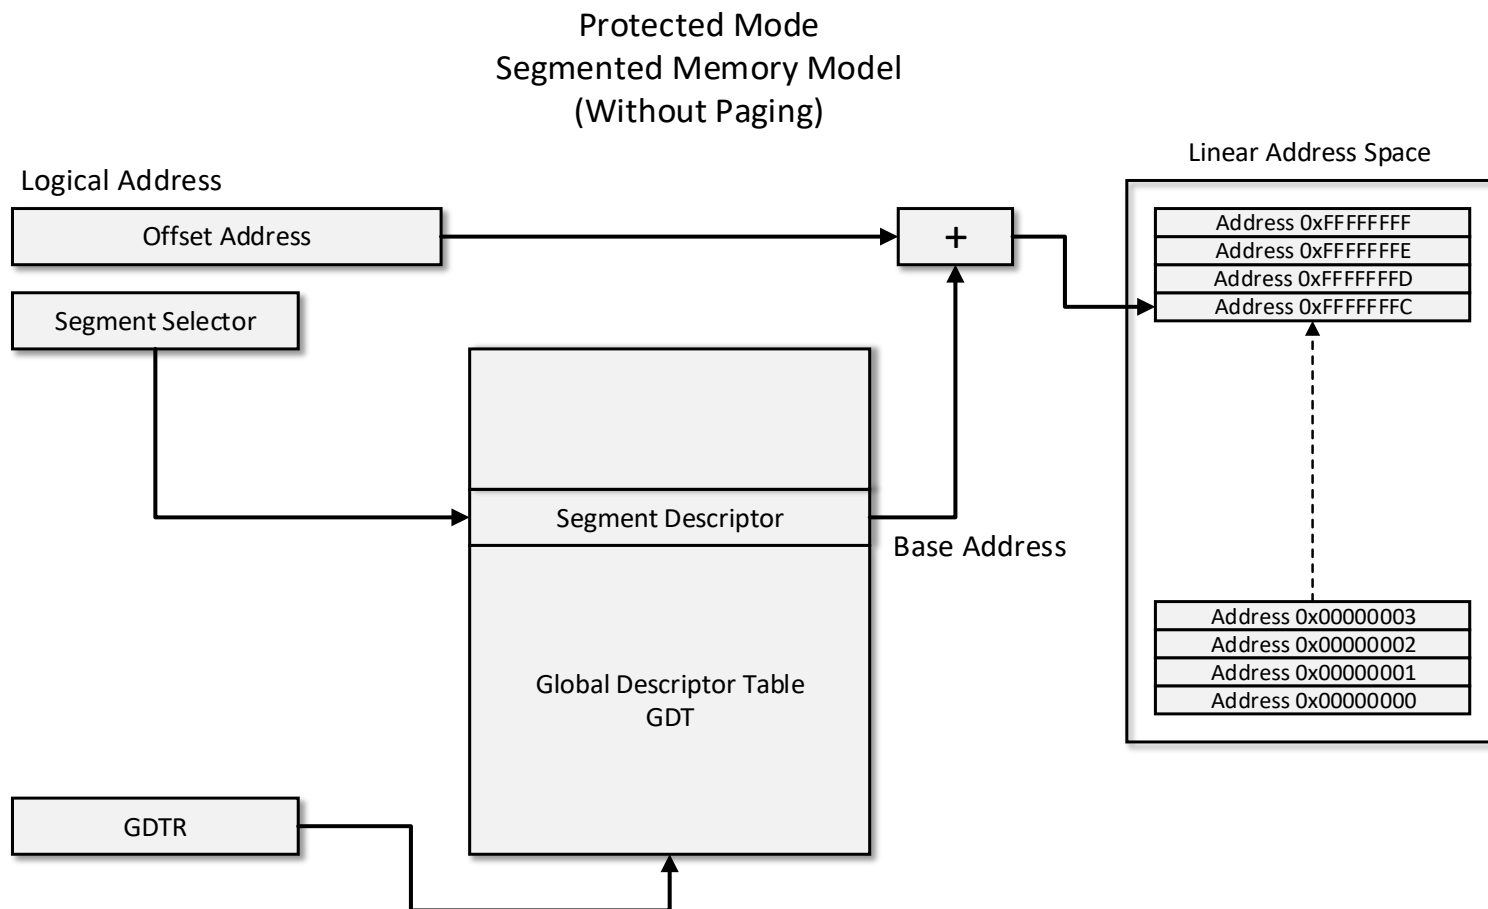 Protected Mode
Segmented Memory Model
(Without Paging)
Linear Address Space
Logical Address
Offset Address
+
Address 0xFFFFFFFF
Address 0xFFFFFFFE
Address 0xFFFFFFFD
Address 0xFFFFFFFC
Segment Selector
Segment Descriptor
Base Address
Address 0x00000003
Address 0x00000002
Address 0x00000001
Address 0x00000000
Global Descriptor Table
GDT
GDTR